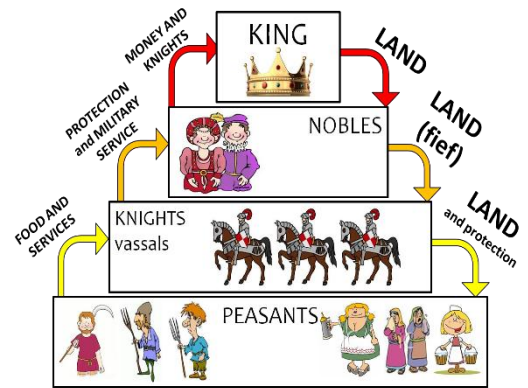 MONEY AND
KNIGHTS
KING
LAND
PROTECTION
and MILITARY
SERVICE
NOBLES
LAND
(fief)
FOOD AND
SERVICES
KNIGHTS
vassals
LAND
and protection
PEASANTS